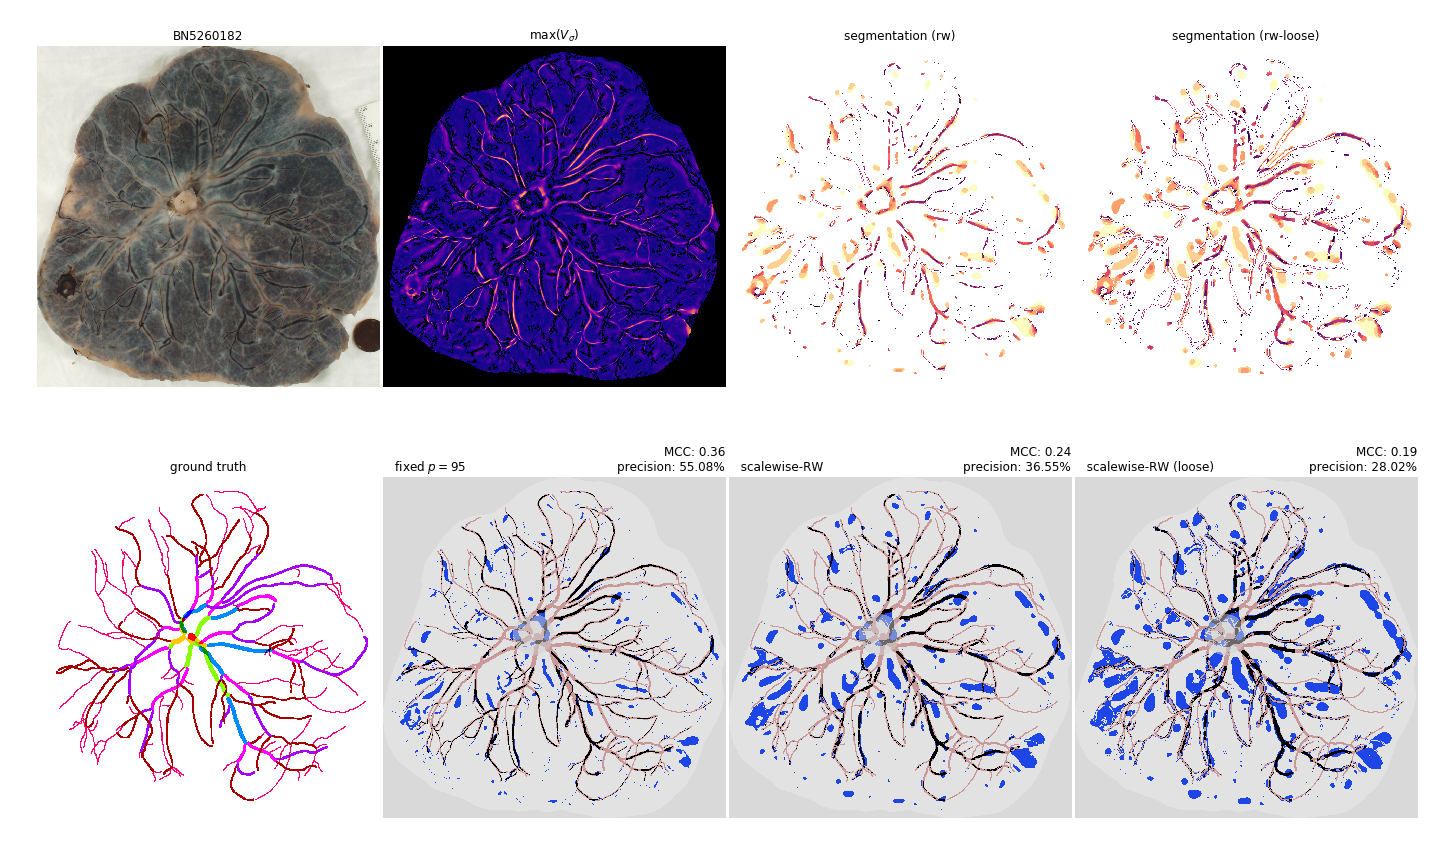 BN5260182
max(V_σ)
segmentation (rw)
segmentation (rw-loose)
ground truth
fixed p = 95
MCC: 0.36
precision: 55.08%
scalewise-RW
MCC: 0.24
precision: 36.55%
scalewise-RW (loose)
MCC: 0.19
precision: 28.02%